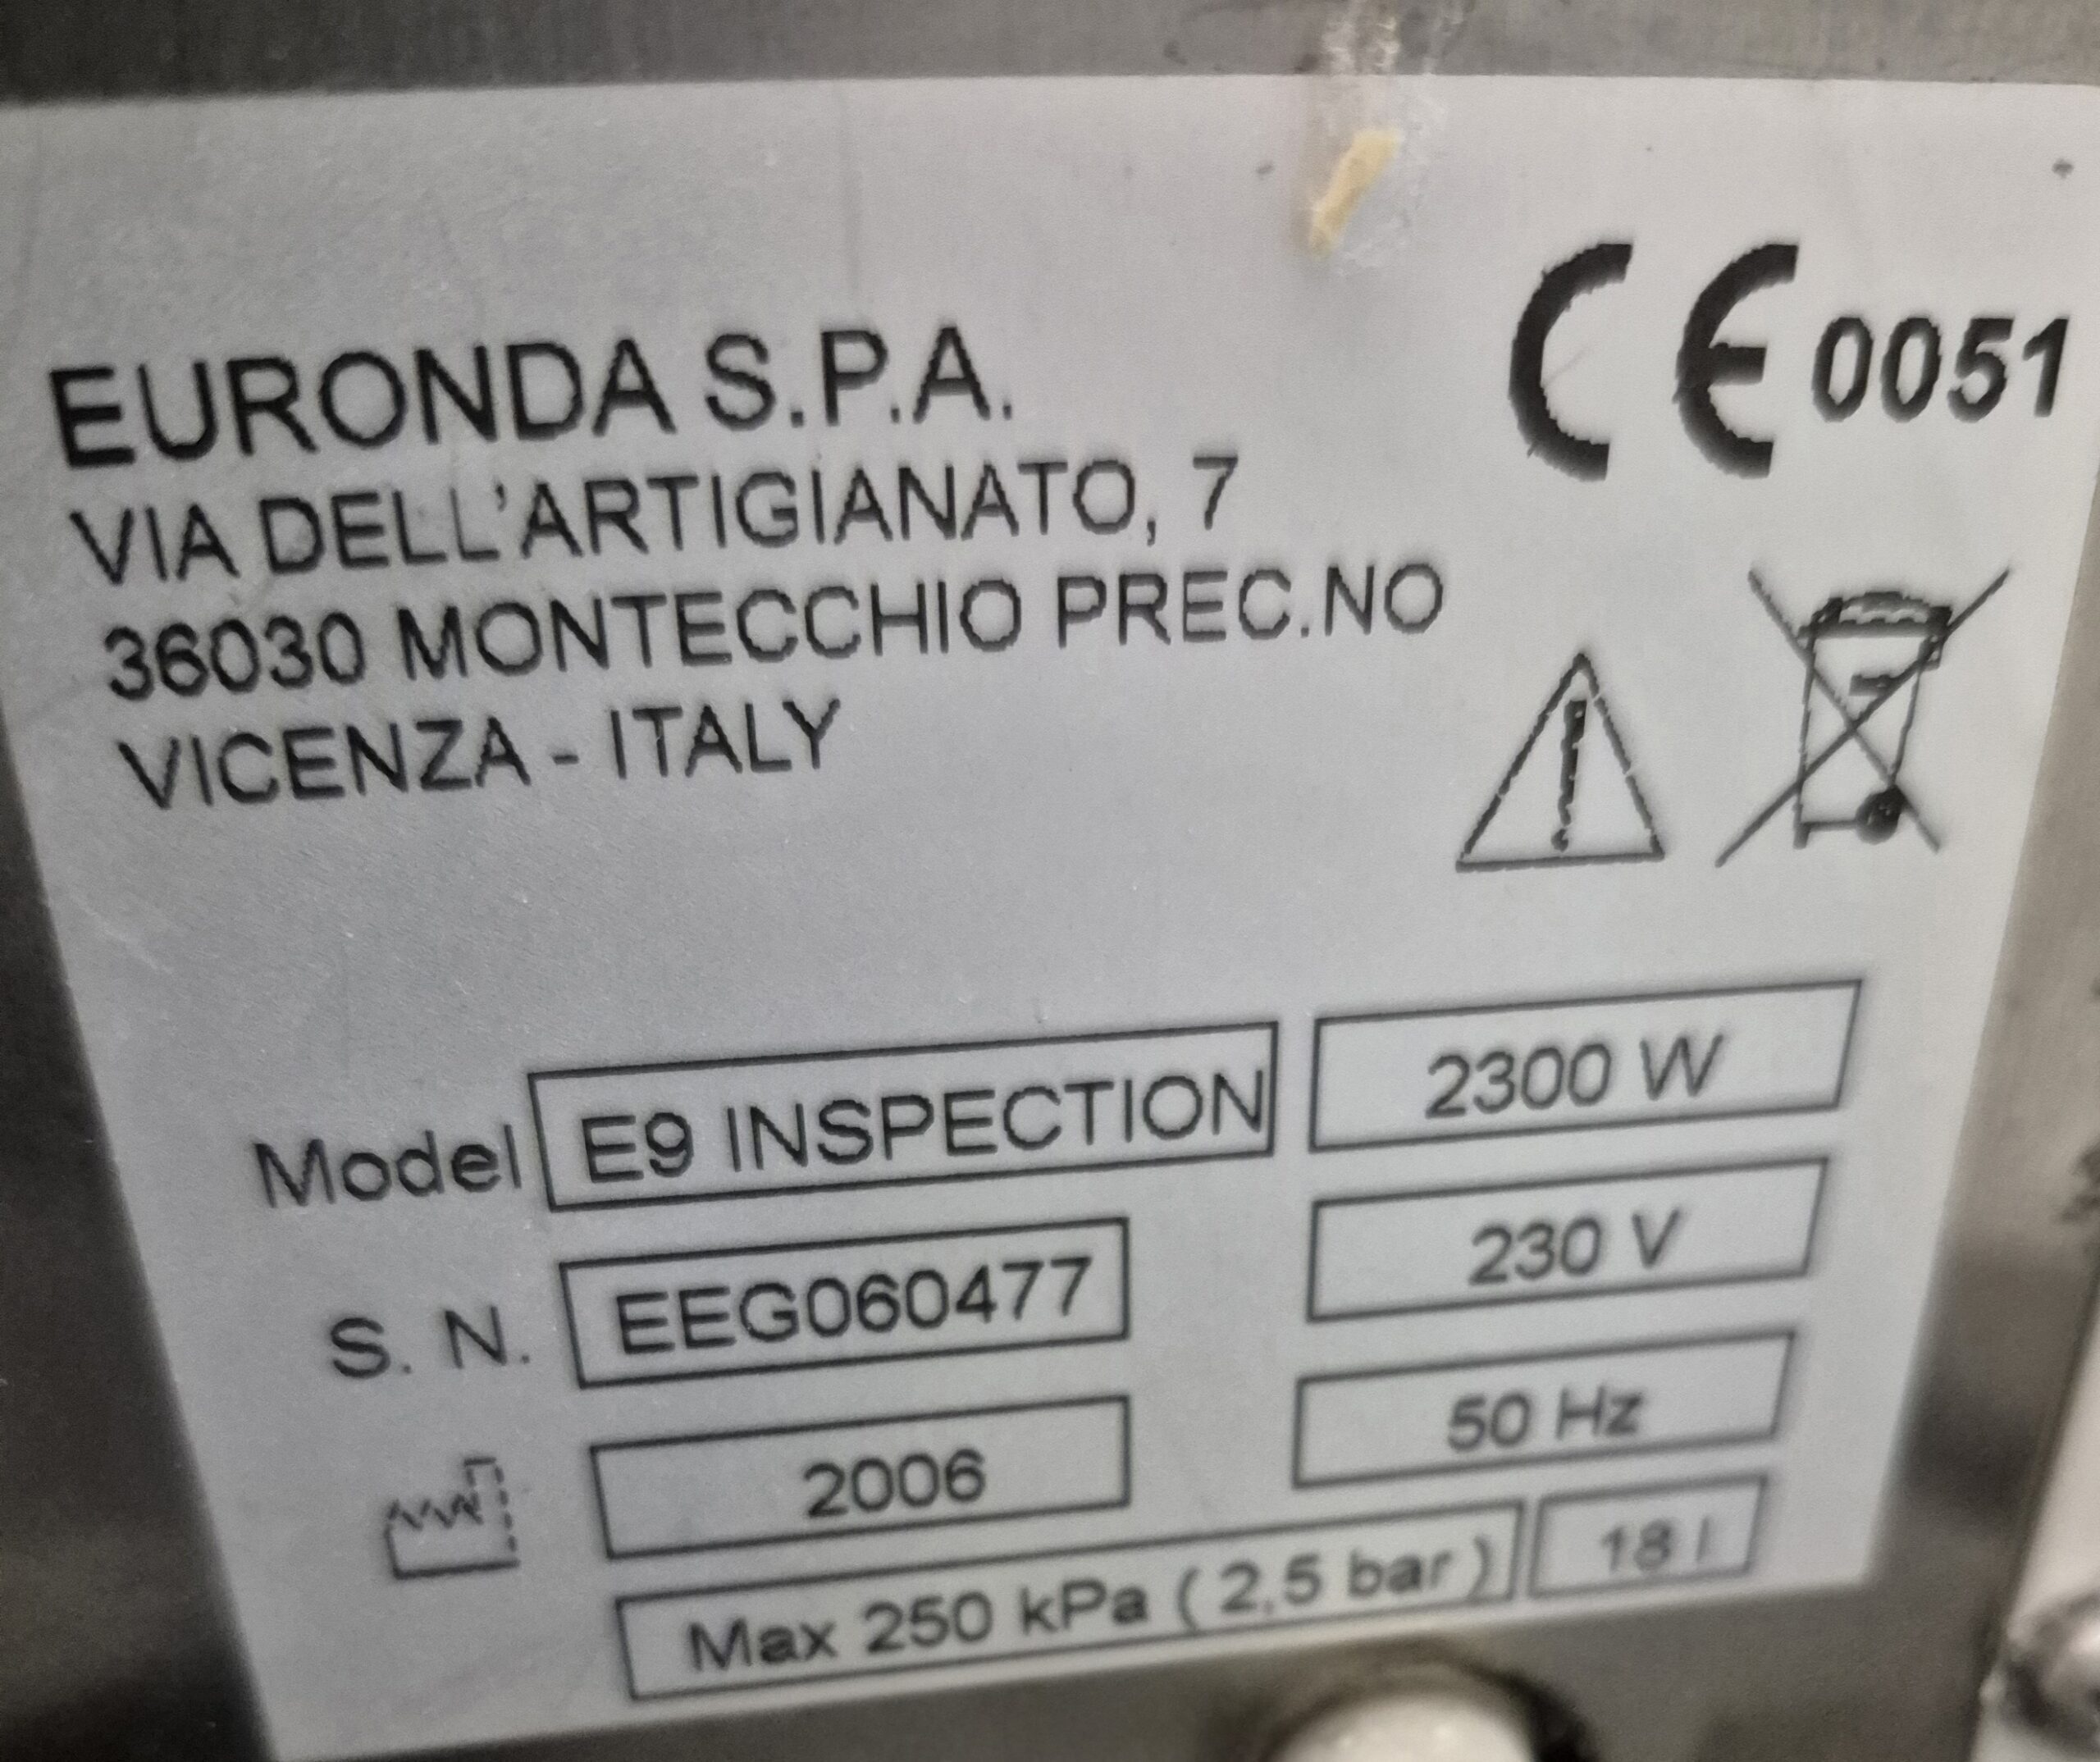 CE 0051
EURONDA S.P.A.
VIA DELL'ARTIGIANATO, 7
36030 MONTECCHIO PREC.NO
VICENZA - ITALY
Model E9 INSPECTION 2300 W
S. N. EEG060477 230 V
2006 50 Hz
Max 250 kPa ( 2,5 bar ) 18 l